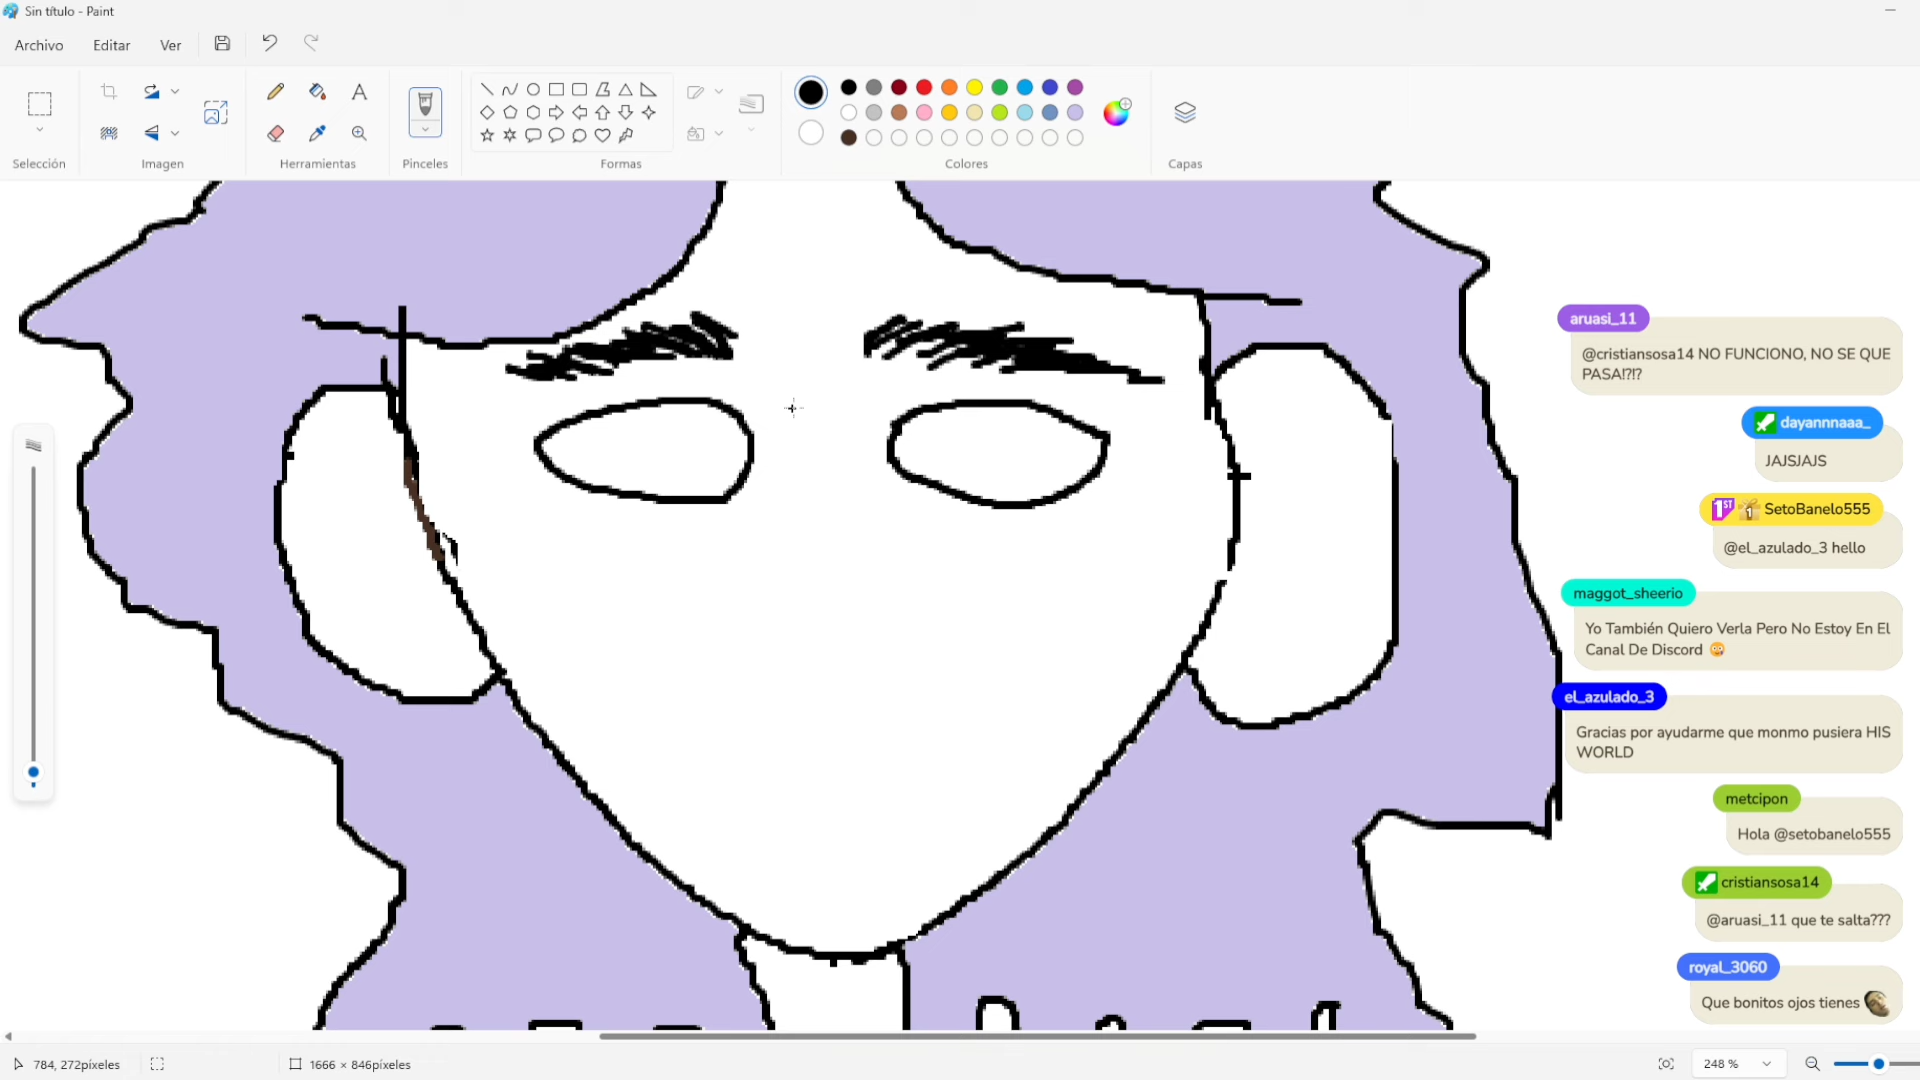 Sin título - Paint
Archivo Editar Ver
Selección Imagen Herramientas Pinceles Formas Colores Capas
aruasi_11
@cristiansosa14 NO FUNCIONO, NO SE QUE
PASA!?!?
dayannnaaa_
JAJSJAJS
1ST 1 SetoBanelo555
@el_azulado_3 hello
maggot_sheerio
Yo También Quiero Verla Pero No Estoy En El
Canal De Discord
eL_azulado_3
Gracias por ayudarme que monmo pusiera HIS
WORLD
metcipon
Hola @setobanelo555
cristiansosa14
@aruasi_11 que te salta???
royal_3060
Que bonitos ojos tienes
784, 272píxeles 1666 × 846píxeles 248 %